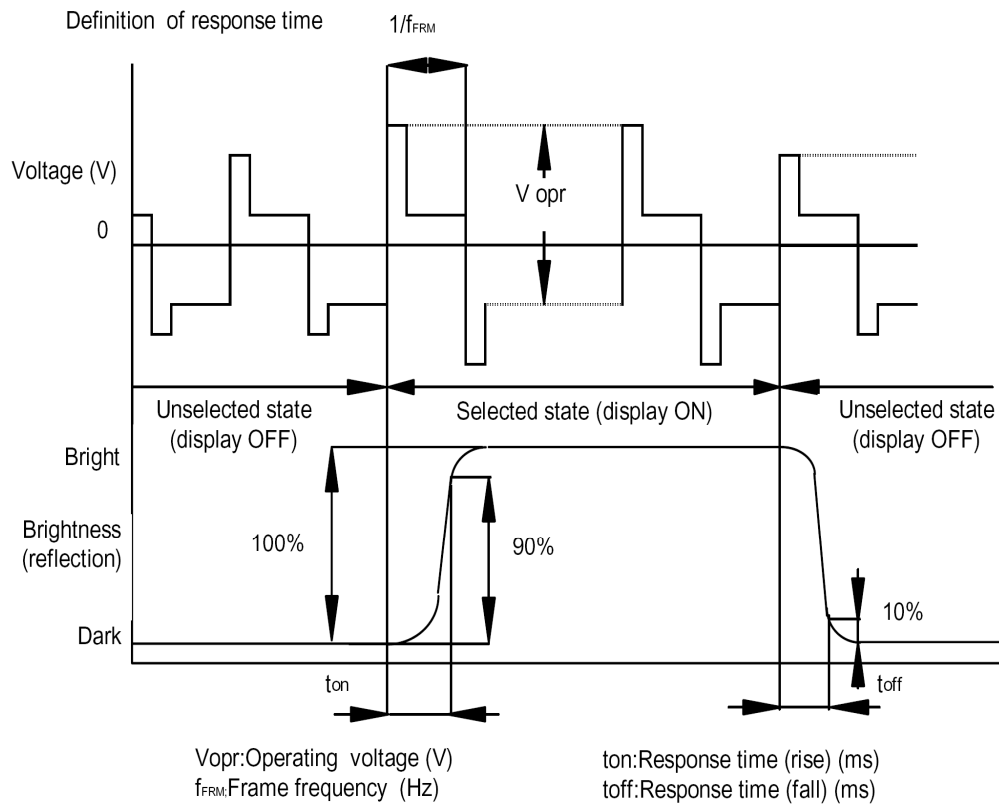 Definition of response time
1/fFRM
Voltage (V)
V opr
0
Unselected state
(display OFF)
Selected state (display ON)
Unselected state
(display OFF)
Bright
Brightness
(reflection)
100%
90%
10%
Dark
ton
toff
Vopr:Operating voltage (V)
fFRM:Frame frequency (Hz)
ton:Response time (rise) (ms)
toff:Response time (fall) (ms)